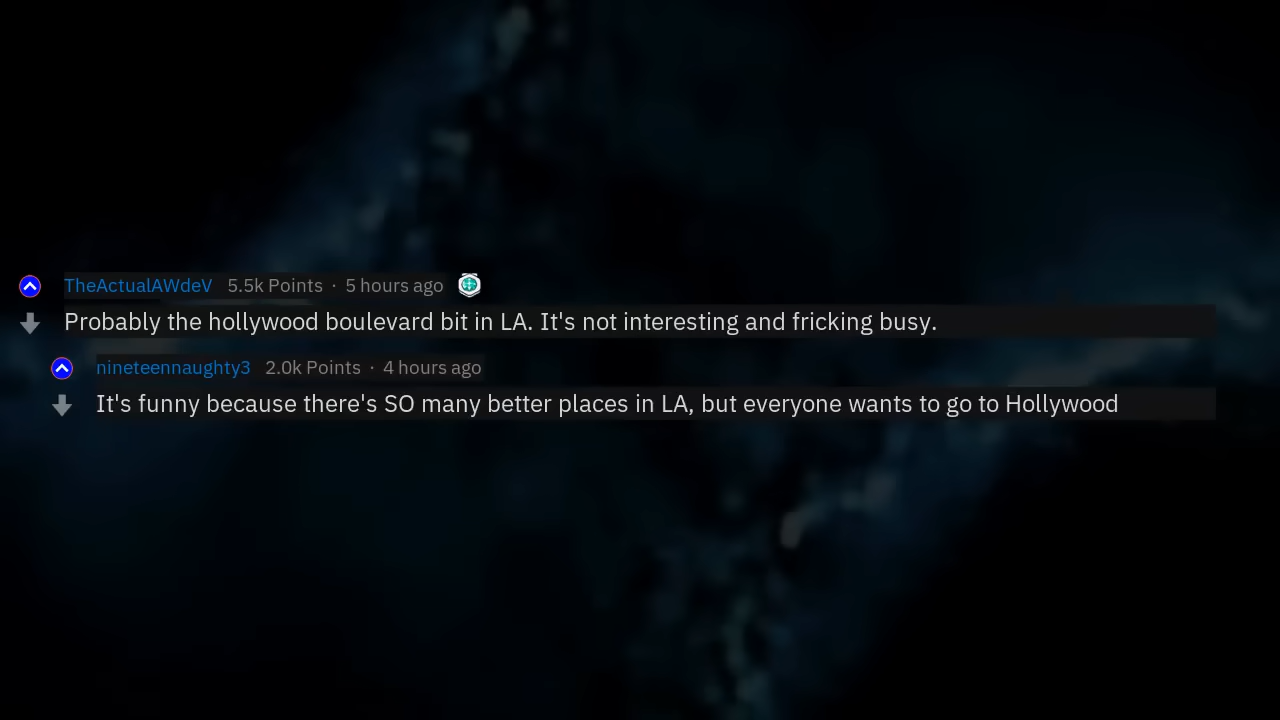 TheActualAWdeV 5.5k Points · 5 hours ago
Probably the hollywood boulevard bit in LA. It's not interesting and fricking busy.
nineteennaughty3 2.0k Points · 4 hours ago
It's funny because there's SO many better places in LA, but everyone wants to go to Hollywood